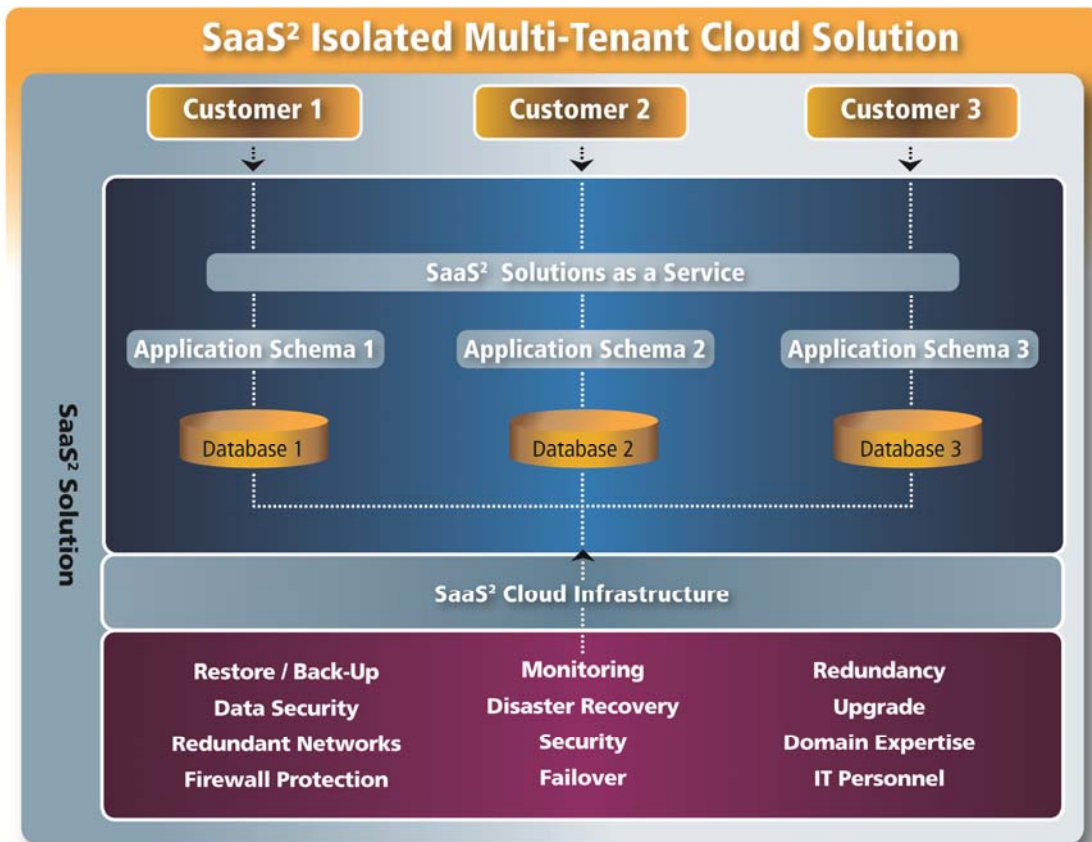 SaaS² Isolated Multi-Tenant Cloud Solution
Customer 1
Customer 2
Customer 3
SaaS² Solutions as a Service
Application Schema 1
Application Schema 2
Application Schema 3
Database 1
Database 2
Database 3
SaaS² Solution
SaaS² Cloud Infrastructure
Restore / Back-Up
Data Security
Redundant Networks
Firewall Protection
Monitoring
Disaster Recovery
Security
Failover
Redundancy
Upgrade
Domain Expertise
IT Personnel